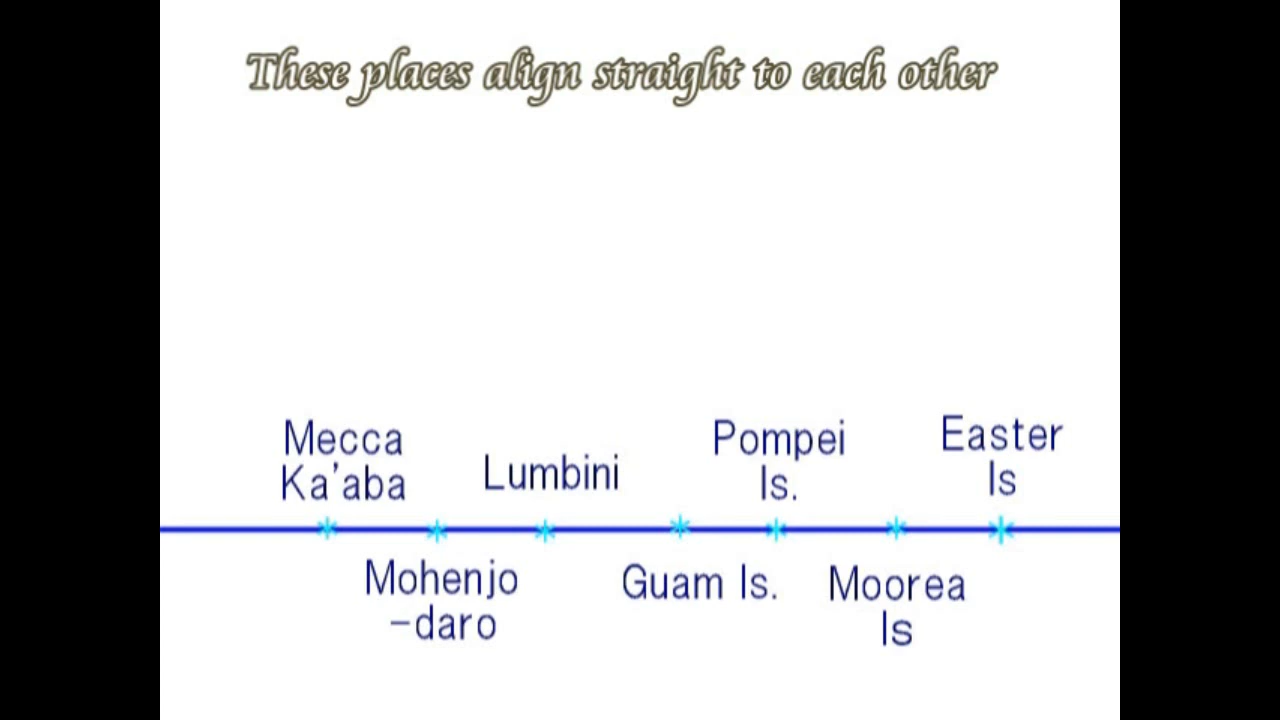 These places align straight to each other
Mecca
Ka'aba
Lumbini
Pompei
Is.
Easter
Is
Mohenjo
-daro
Guam Is.
Moorea
Is